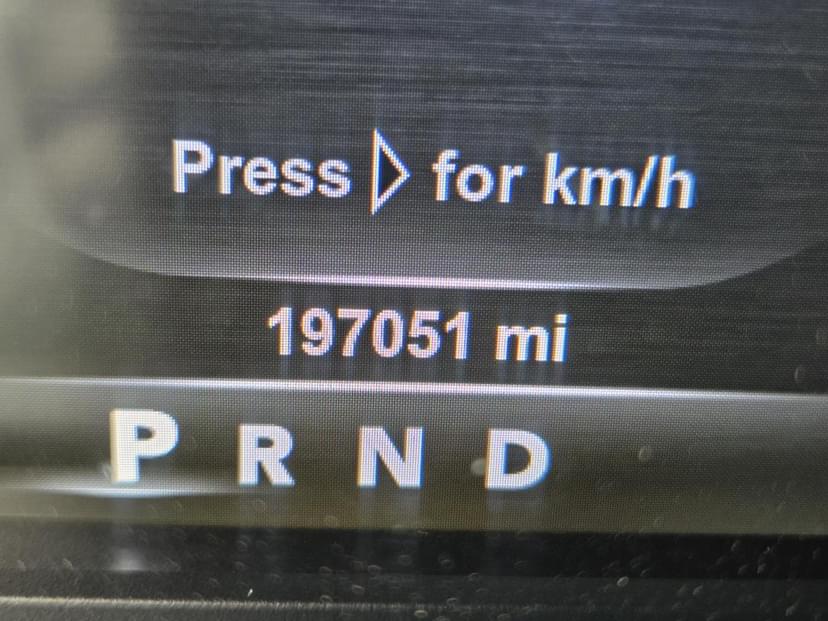 Press ▷ for km/h
197051 mi
P R N D